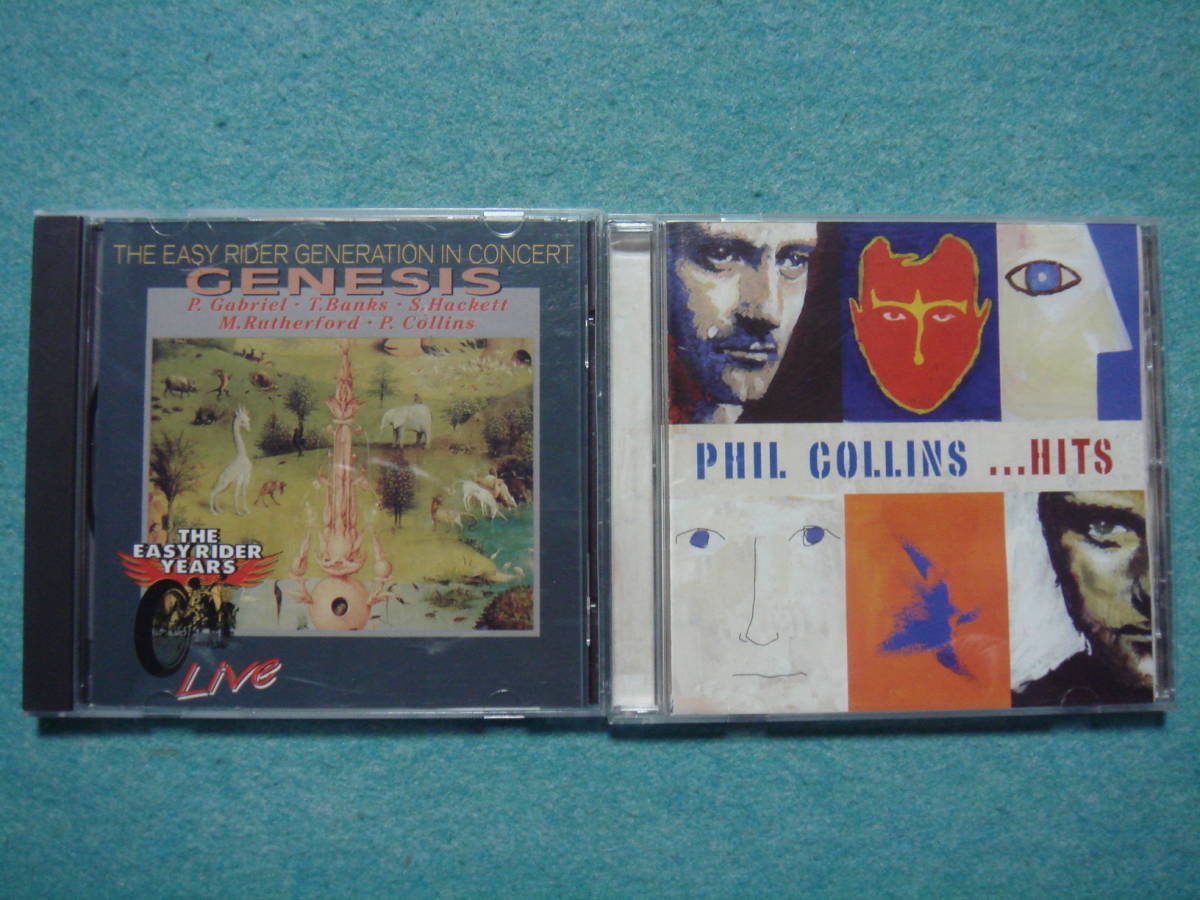 THE EASY RIDER GENERATION IN CONCERT
GENESIS
P. Gabriel · T. Banks · S. Hackett
M. Rutherford · P. Collins
THE
EASY RIDER
YEARS
Live
PHIL COLLINS ...HITS